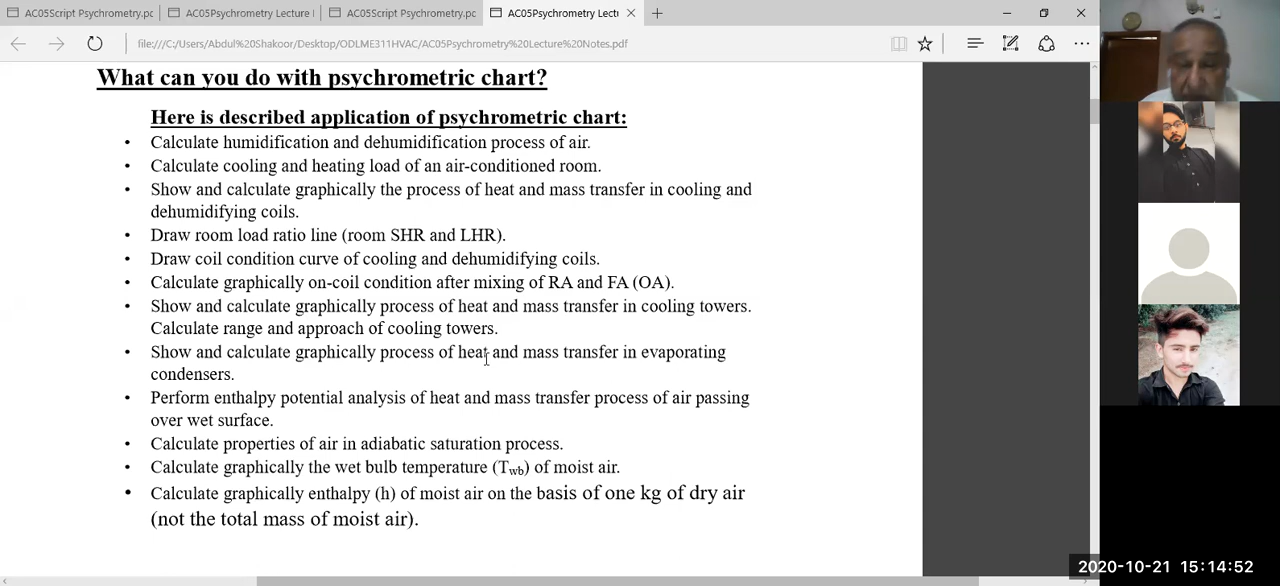 AC05Script Psychrometry.pc
AC05Psychrometry Lecture
AC05Script Psychrometry.pc
AC05Psychrometry Lectu
file:///C:/Users/Abdul%20Shakoor/Desktop/ODLME311HVAC/AC05Psychrometry%20Lecture%20Notes.pdf
What can you do with psychrometric chart?
Here is described application of psychrometric chart:
• Calculate humidification and dehumidification process of air.
• Calculate cooling and heating load of an air-conditioned room.
• Show and calculate graphically the process of heat and mass transfer in cooling and
dehumidifying coils.
• Draw room load ratio line (room SHR and LHR).
• Draw coil condition curve of cooling and dehumidifying coils.
• Calculate graphically on-coil condition after mixing of RA and FA (OA).
• Show and calculate graphically process of heat and mass transfer in cooling towers.
Calculate range and approach of cooling towers.
• Show and calculate graphically process of heat and mass transfer in evaporating
condensers.
• Perform enthalpy potential analysis of heat and mass transfer process of air passing
over wet surface.
• Calculate properties of air in adiabatic saturation process.
• Calculate graphically the wet bulb temperature (Twb) of moist air.
• Calculate graphically enthalpy (h) of moist air on the basis of one kg of dry air
(not the total mass of moist air).
2020-10-21 15:14:52